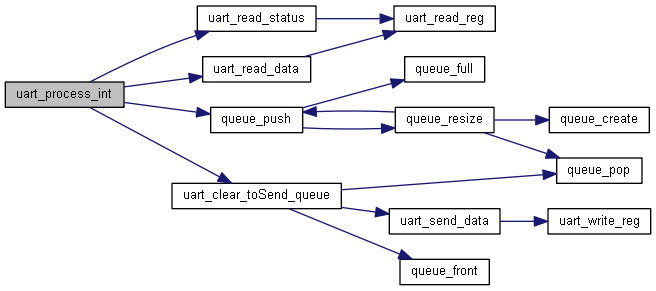 uart_read_status
uart_read_reg
uart_read_data
queue_full
uart_process_int
queue_push
queue_resize
queue_create
queue_pop
uart_clear_toSend_queue
uart_send_data
uart_write_reg
queue_front